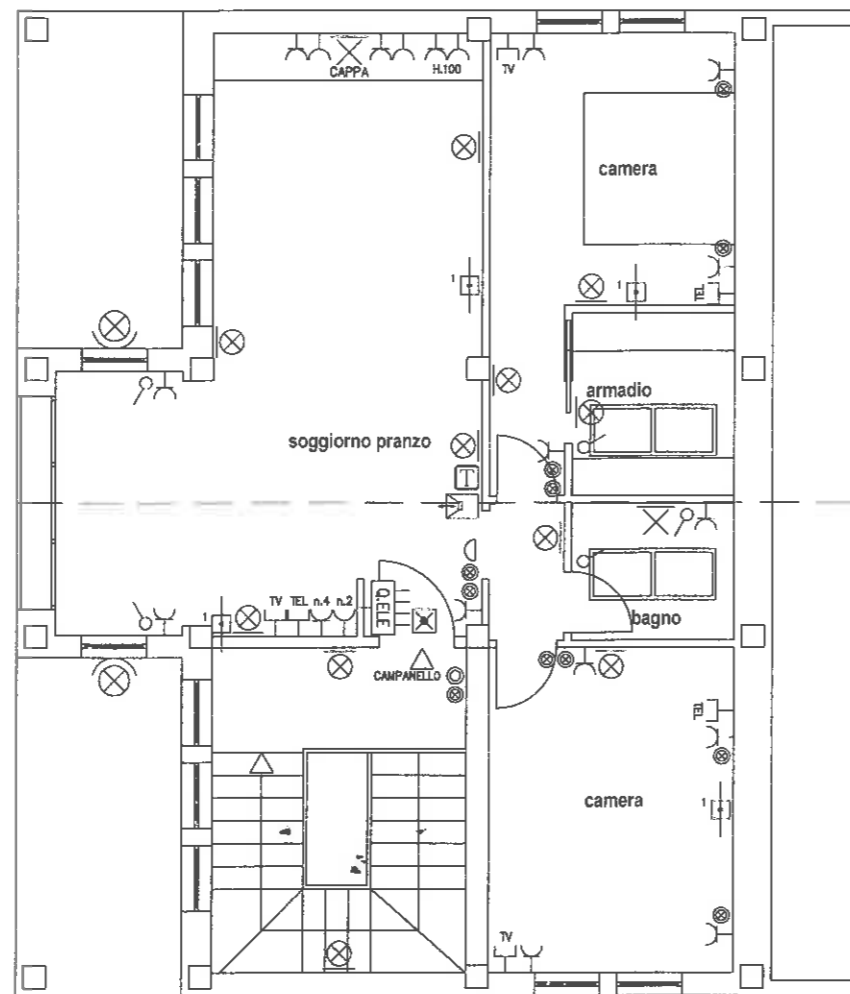 CAPPA
H.100
TV
camera
1
1
TEL
armadio
soggiorno pranzo
T
TV TEL n.4 n.2
1
Q.ELE
bagno
CAMPANELLO
TEL
camera
1
TV